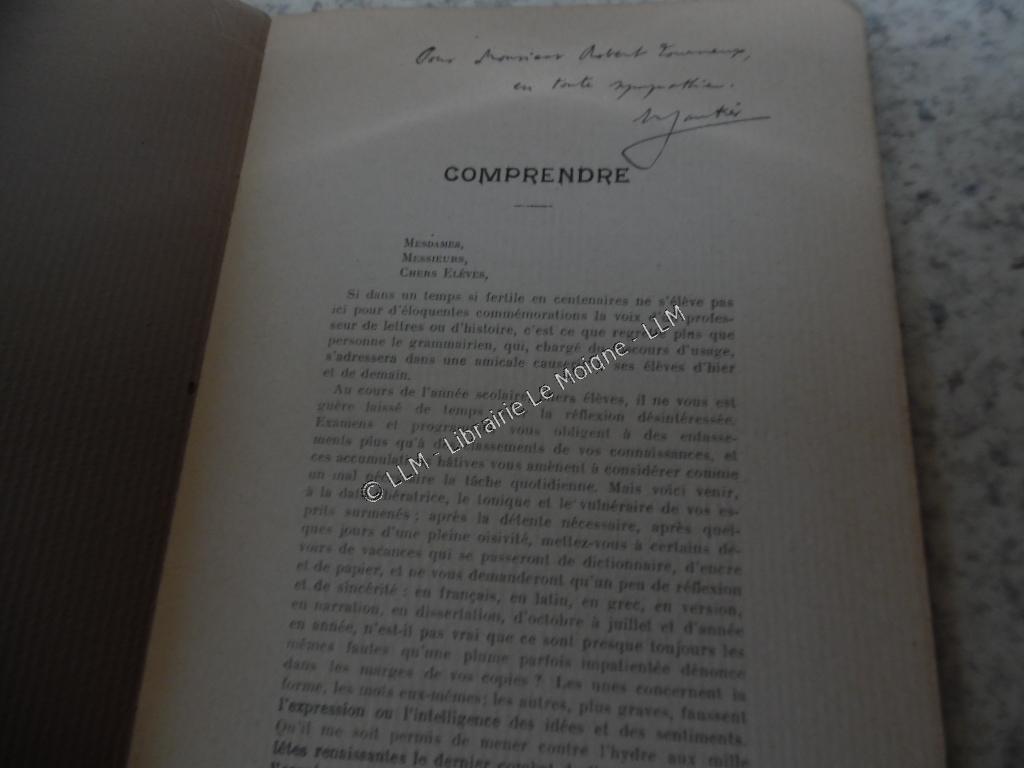 Pour Monsieur Robert Tourneux,
en toute sympathie.
COMPRENDRE
MESDAMES,
MESSIEURS,
CHERS ELÈVES,
Si dans un temps si fertile en centenaires ne s'élève pas
ici pour d'éloquentes commémorations la voix profes-
seur de lettres ou d'histoire, c'est ce que plus que
personne le grammairien, qui, chargé du discours d'usage,
s'adressera dans une amicale causerie ses élèves d'hier
et de demain.
Au cours de l'année scolaire, chers élèves, il ne vous est
guère laissé de temps la réflexion désintéressée.
Examens et vous obligent à des entasse-
ments plus qu'à des classements de vos connaissances, et
ces accumulations hâtives vous amènent à considérer comme
un mal nécessaire la tâche quotidienne. Mais voici venir,
à la date libératrice, le tonique et le vulnéraire de vos es-
prits surmenés ; après la détente nécessaire, après quel-
ques jours d'une pleine oisivité, mettez-vous à certains de-
voirs de vacances qui se passeront de dictionnaire, d'encre
et de papier, et ne vous demanderont qu'un peu de réflexion
et de sincérité : en français, en latin, en grec, en version,
en narration, en dissertation, d'octobre à juillet et d'année
en année, n'est-il pas vrai que ce sont presque toujours les
mêmes fautes qu'une plume parfois impatientée dénonce
dans les marges de vos copies ? Les unes concernent la
forme, les mots eux-mêmes; les autres, plus graves, faussent
l'expression ou l'intelligence des idées et des sentiments.
Qu'il me soit permis de mener contre l'hydre aux mille
têtes renaissantes le dernier combat
© LLM - Librairie Le Moigne - LLM